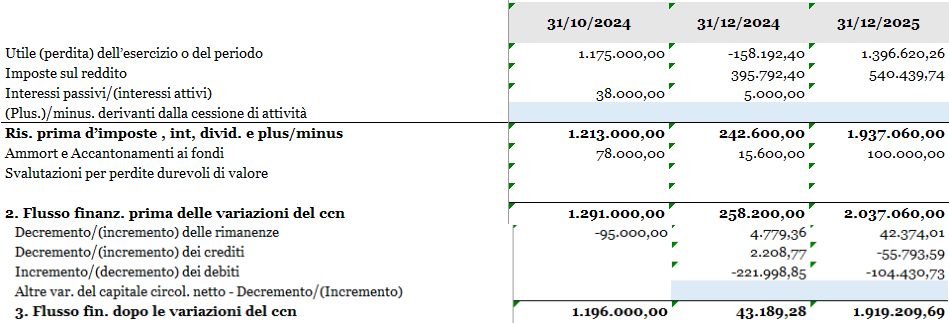 31/10/2024 31/12/2024 31/12/2025
Utile (perdita) dell'esercizio o del periodo 1.175.000,00 -158.192,40 1.396.620,26
Imposte sul reddito 395.792,40 540.439,74
Interessi passivi/(interessi attivi) 38.000,00 5.000,00
(Plus.)/minus. derivanti dalla cessione di attività
Ris. prima d'imposte , int, divid. e plus/minus 1.213.000,00 242.600,00 1.937.060,00
Ammort e Accantonamenti ai fondi 78.000,00 15.600,00 100.000,00
Svalutazioni per perdite durevoli di valore
2. Flusso finanz. prima delle variazioni del ccn 1.291.000,00 258.200,00 2.037.060,00
Decremento/(incremento) delle rimanenze -95.000,00 4.779,36 42.374,01
Decremento/(incremento) dei crediti 2.208,77 -55.793,59
Incremento/(decremento) dei debiti -221.998,85 -104.430,73
Altre var. del capitale circol. netto - Decremento/(Incremento)
3. Flusso fin. dopo le variazioni del ccn 1.196.000,00 43.189,28 1.919.209,69